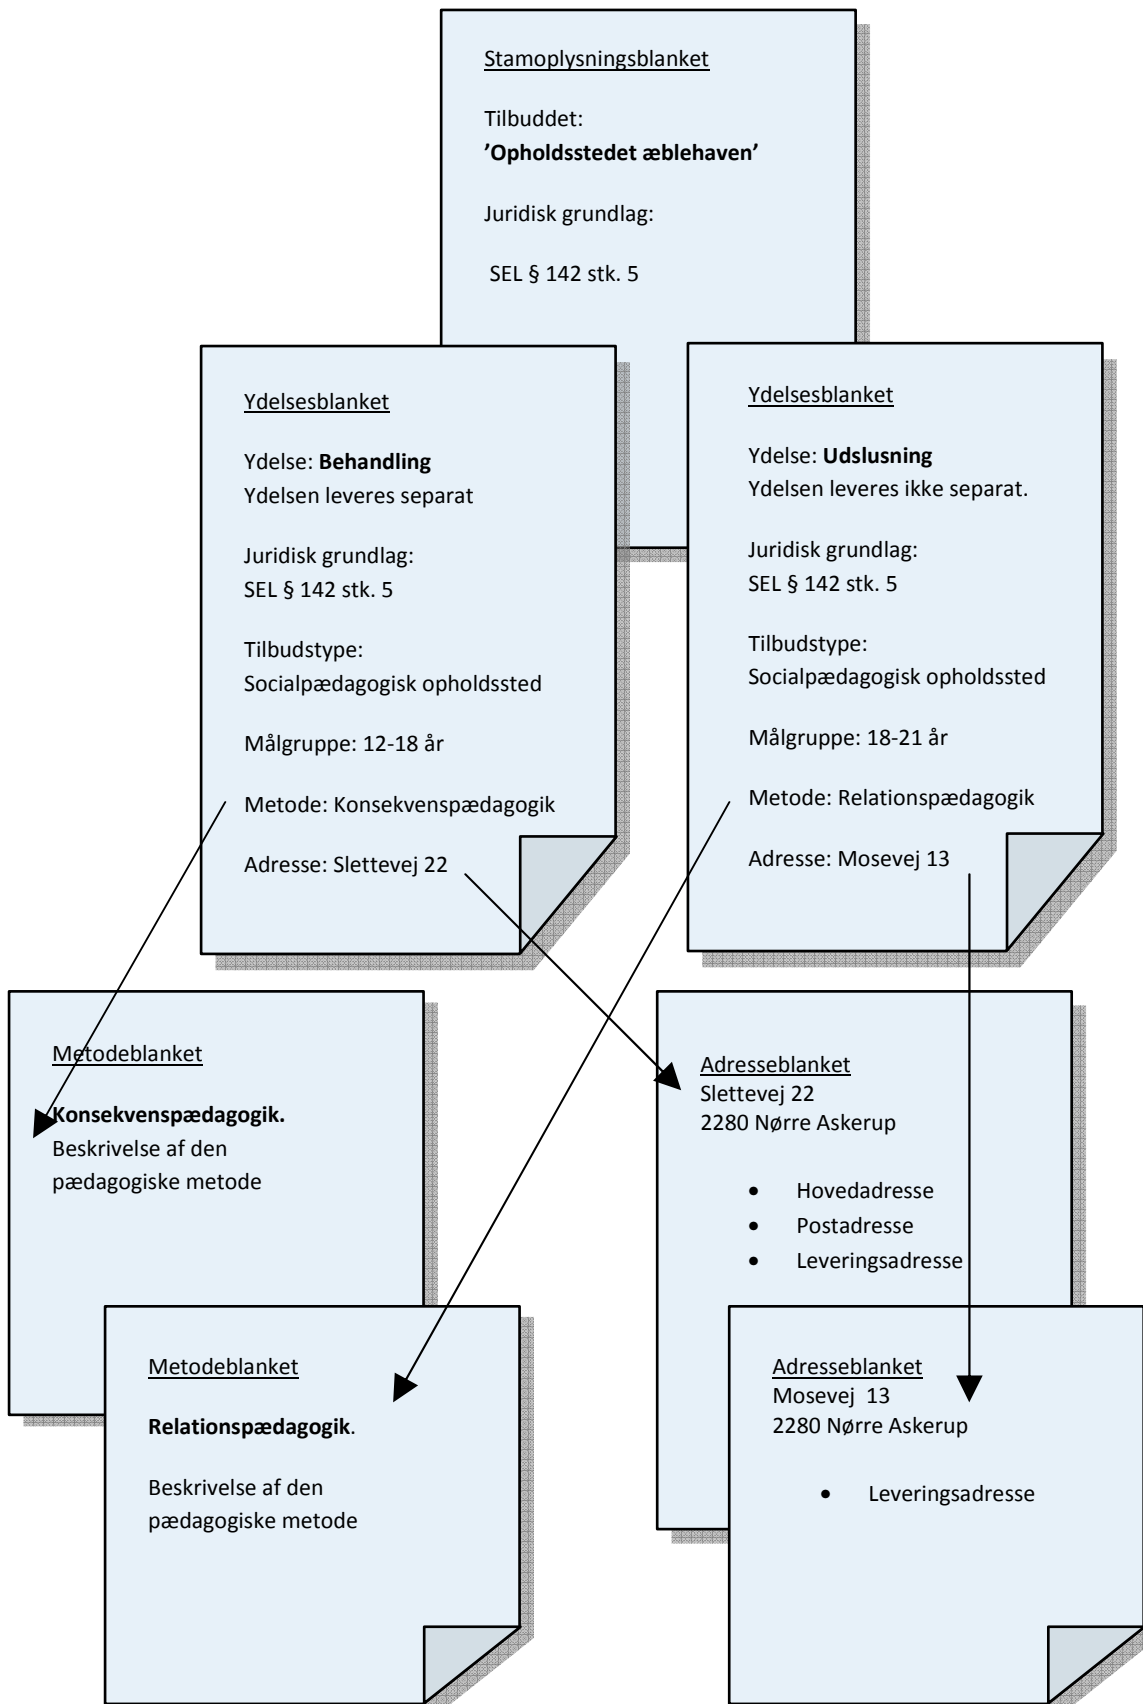 Stamoplysningsblanket
Tilbuddet:
’Opholdsstedet æblehaven’
Juridisk grundlag:
SEL § 142 stk. 5
Ydelsesblanket
Ydelse: Behandling
Ydelsen leveres separat
Juridisk grundlag:
SEL § 142 stk. 5
Tilbudstype:
Socialpædagogisk opholdssted
Målgruppe: 12-18 år
Metode: Konsekvenspædagogik
Adresse: Slettevej 22
Ydelsesblanket
Ydelse: Udslusning
Ydelsen leveres ikke separat.
Juridisk grundlag:
SEL § 142 stk. 5
Tilbudstype:
Socialpædagogisk opholdssted
Målgruppe: 18-21 år
Metode: Relationspædagogik
Adresse: Mosevej 13
Metodeblanket
Konsekvenspædagogik.
Beskrivelse af den
pædagogiske metode
Adresseblanket
Slettevej 22
2280 Nørre Askerup
• Hovedadresse
• Postadresse
• Leveringsadresse
Metodeblanket
Relationspædagogik.
Beskrivelse af den
pædagogiske metode
Adresseblanket
Mosevej 13
2280 Nørre Askerup
• Leveringsadresse